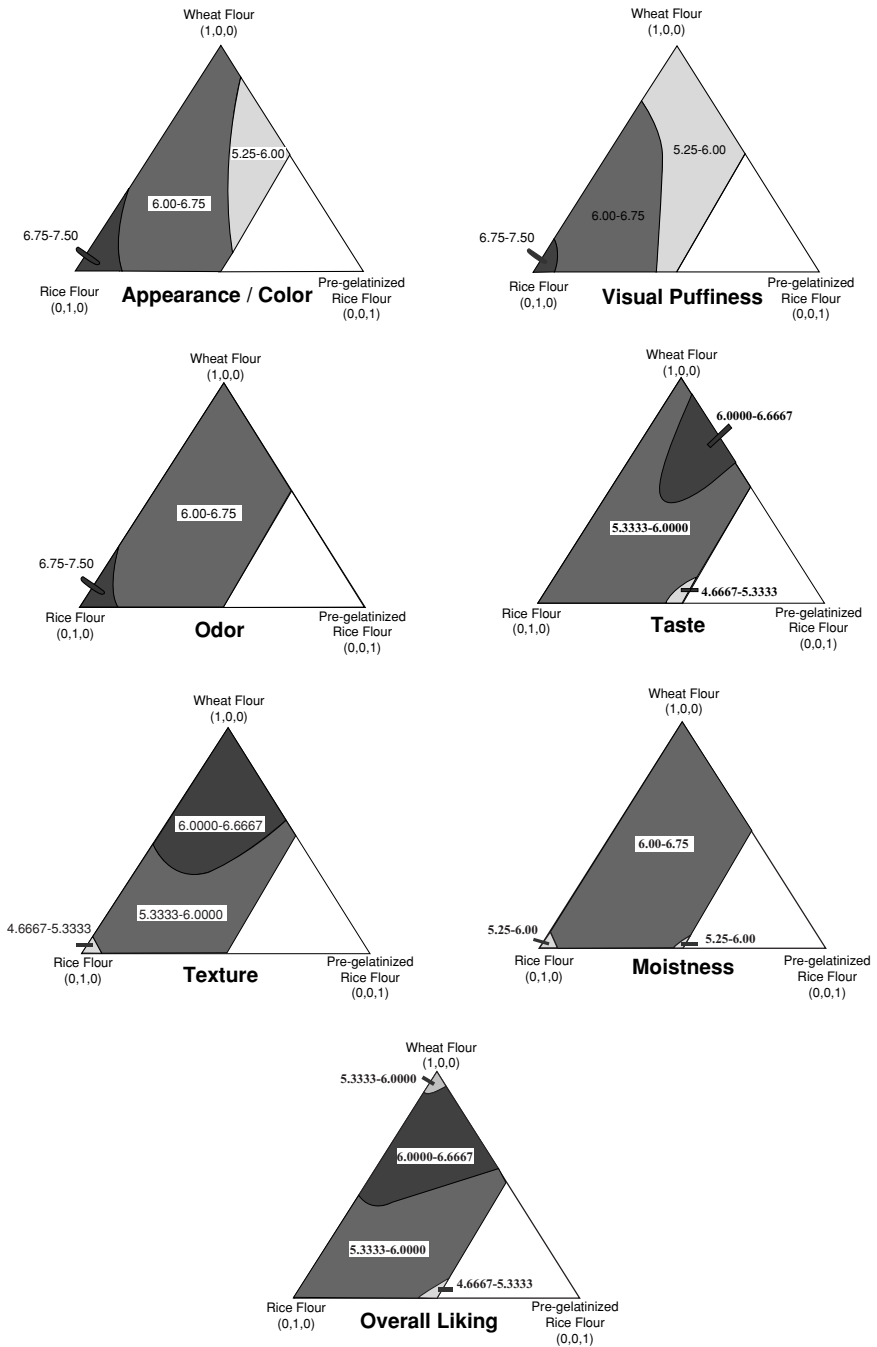 Wheat Flour
(1,0,0)
5.25-6.00
6.00-6.75
6.75-7.50
Rice Flour
(0,1,0)
Pre-gelatinized
Rice Flour
(0,0,1)
Appearance / Color
Wheat Flour
(1,0,0)
5.25-6.00
6.00-6.75
6.75-7.50
Rice Flour
(0,1,0)
Pre-gelatinized
Rice Flour
(0,0,1)
Visual Puffiness
Wheat Flour
(1,0,0)
6.00-6.75
6.75-7.50
Rice Flour
(0,1,0)
Pre-gelatinized
Rice Flour
(0,0,1)
Odor
Wheat Flour
(1,0,0)
6.0000-6.6667
5.3333-6.0000
4.6667-5.3333
Rice Flour
(0,1,0)
Pre-gelatinized
Rice Flour
(0,0,1)
Taste
Wheat Flour
(1,0,0)
6.0000-6.6667
5.3333-6.0000
4.6667-5.3333
Rice Flour
(0,1,0)
Pre-gelatinized
Rice Flour
(0,0,1)
Texture
Wheat Flour
(1,0,0)
6.00-6.75
5.25-6.00
5.25-6.00
Rice Flour
(0,1,0)
Pre-gelatinized
Rice Flour
(0,0,1)
Moistness
Wheat Flour
(1,0,0)
5.3333-6.0000
6.0000-6.6667
5.3333-6.0000
4.6667-5.3333
Rice Flour
(0,1,0)
Pre-gelatinized
Rice Flour
(0,0,1)
Overall Liking